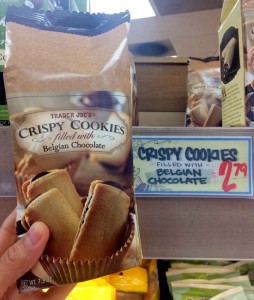 TRADER JOE'S
CRISPY COOKIES
filled with
Belgian Chocolate
CRISPY COOKIES
FILLED WITH
BELGIAN
CHOCOLATE
2.79